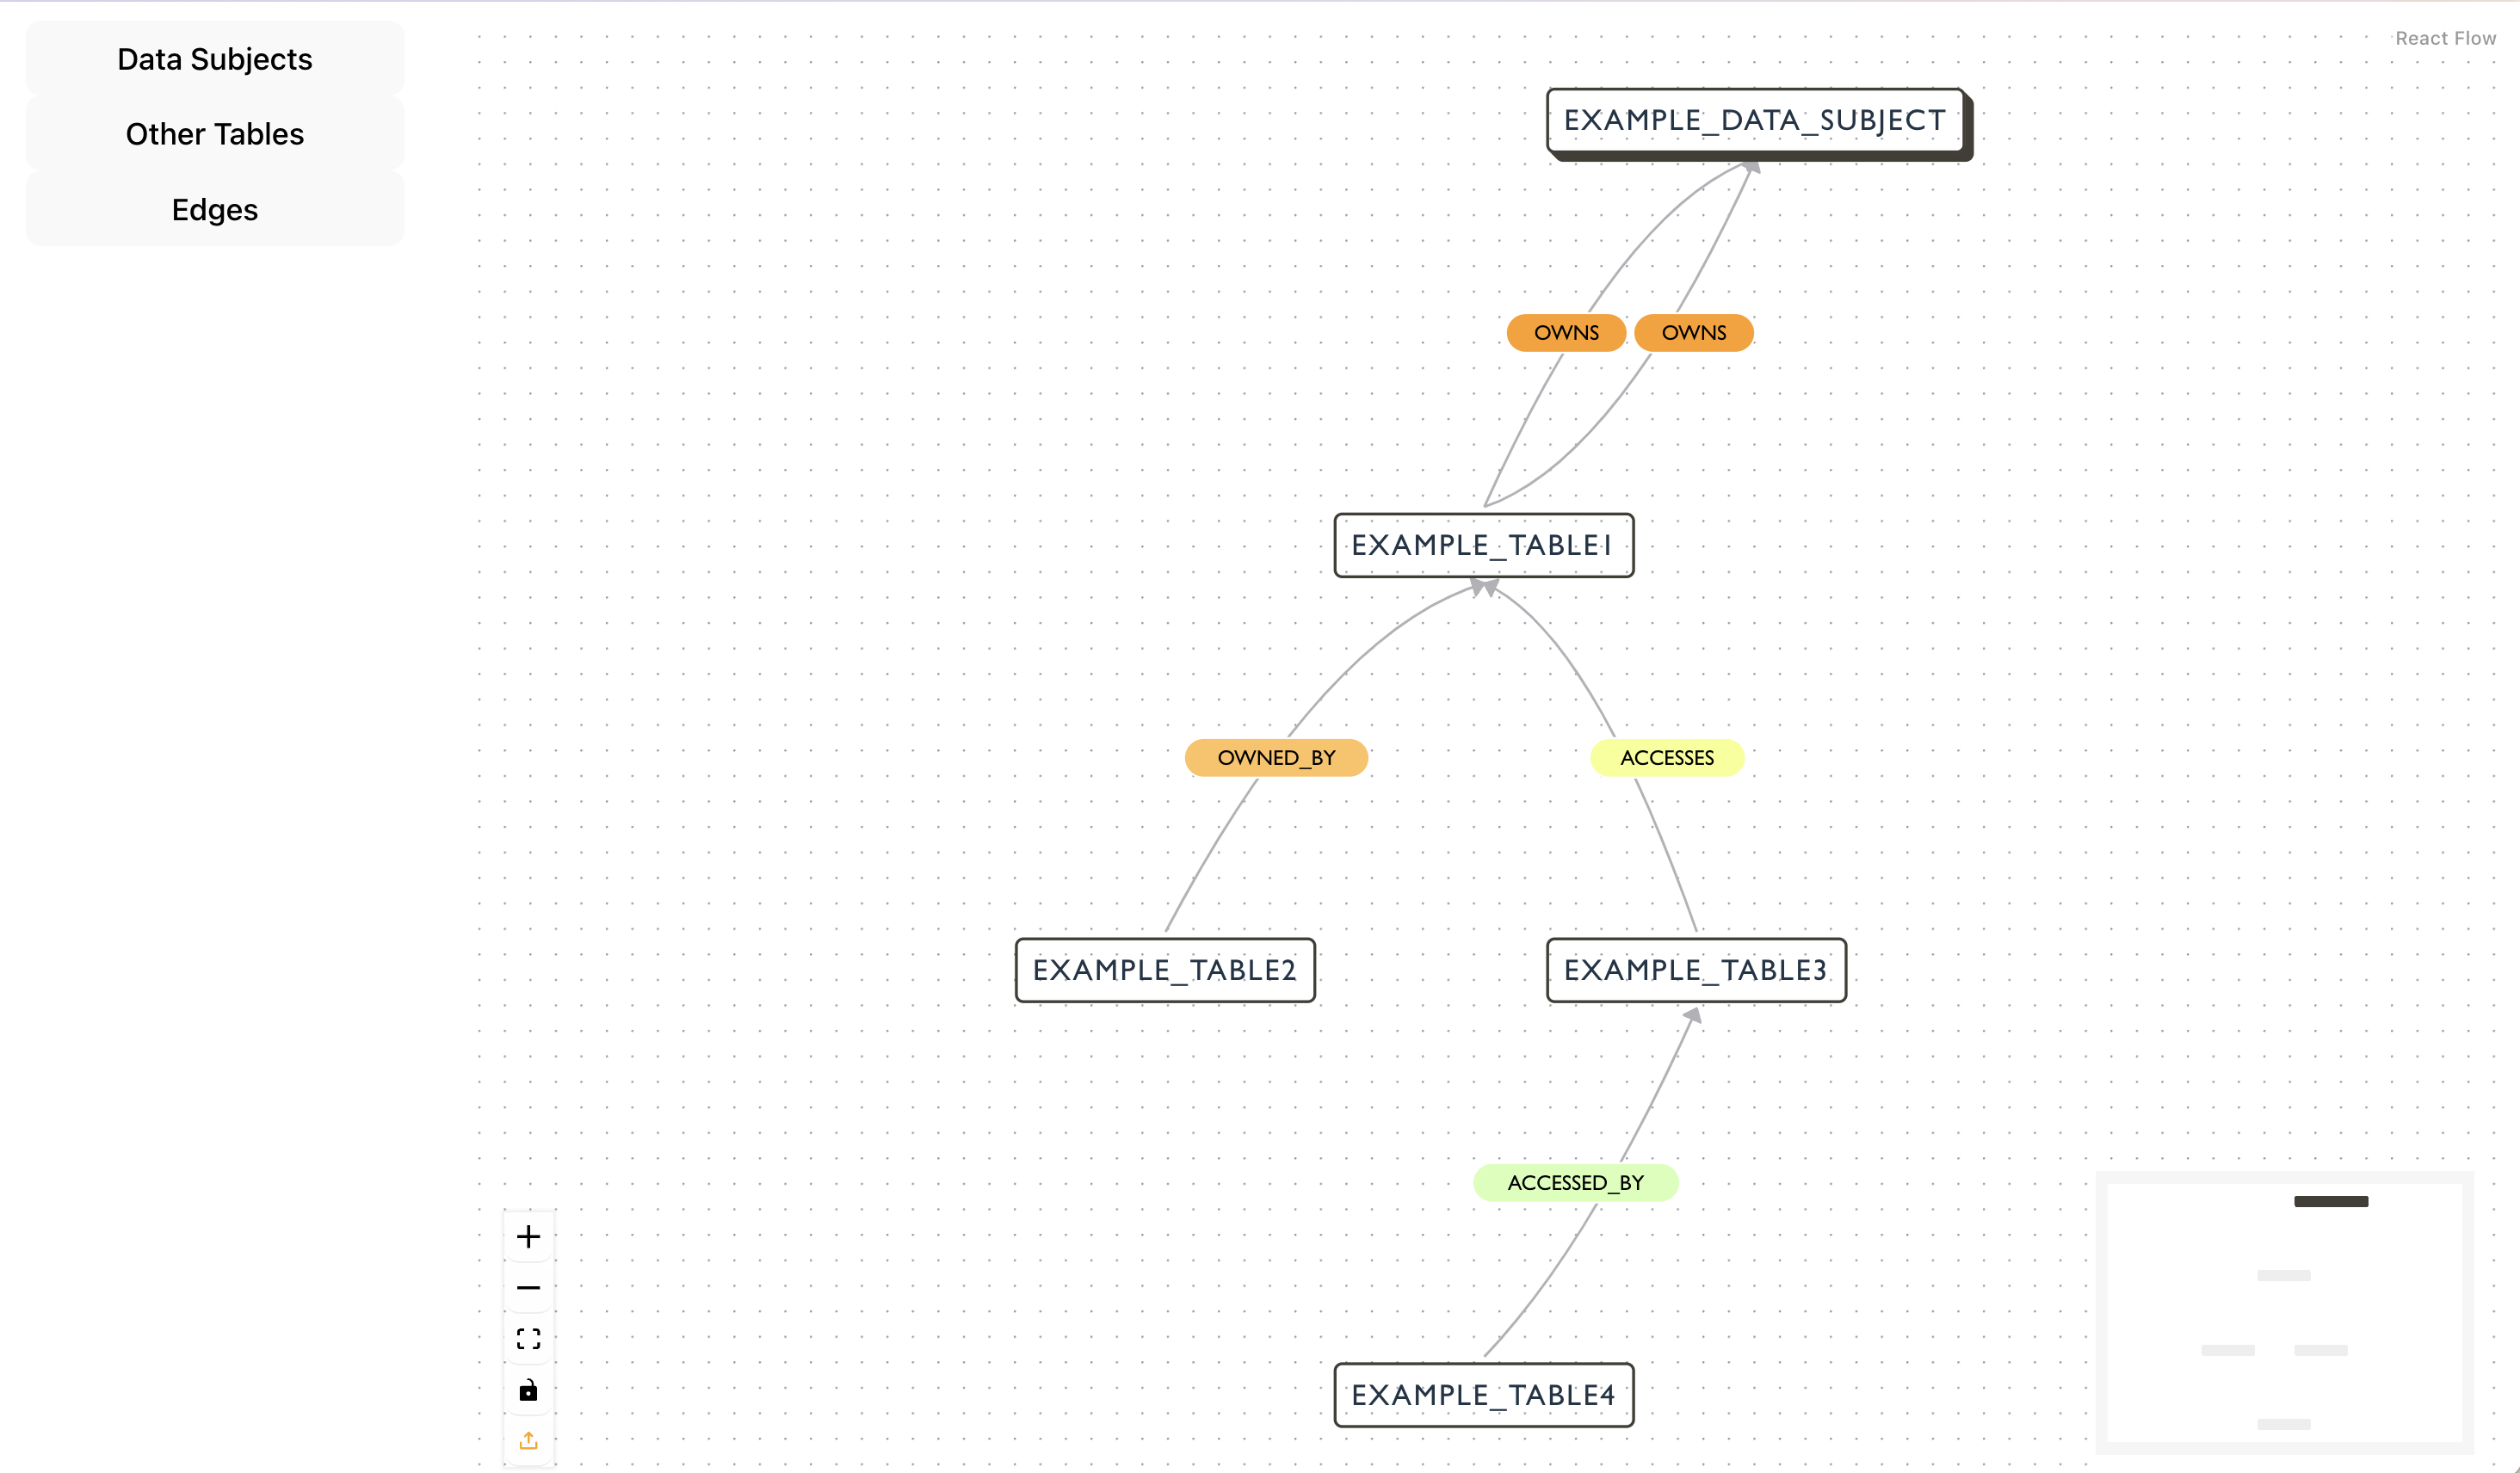 Data Subjects
Other Tables
Edges
React Flow
EXAMPLE_DATA_SUBJECT
OWNS
OWNS
EXAMPLE_TABLE1
OWNED_BY
ACCESSES
EXAMPLE_TABLE2
EXAMPLE_TABLE3
ACCESSED_BY
EXAMPLE_TABLE4